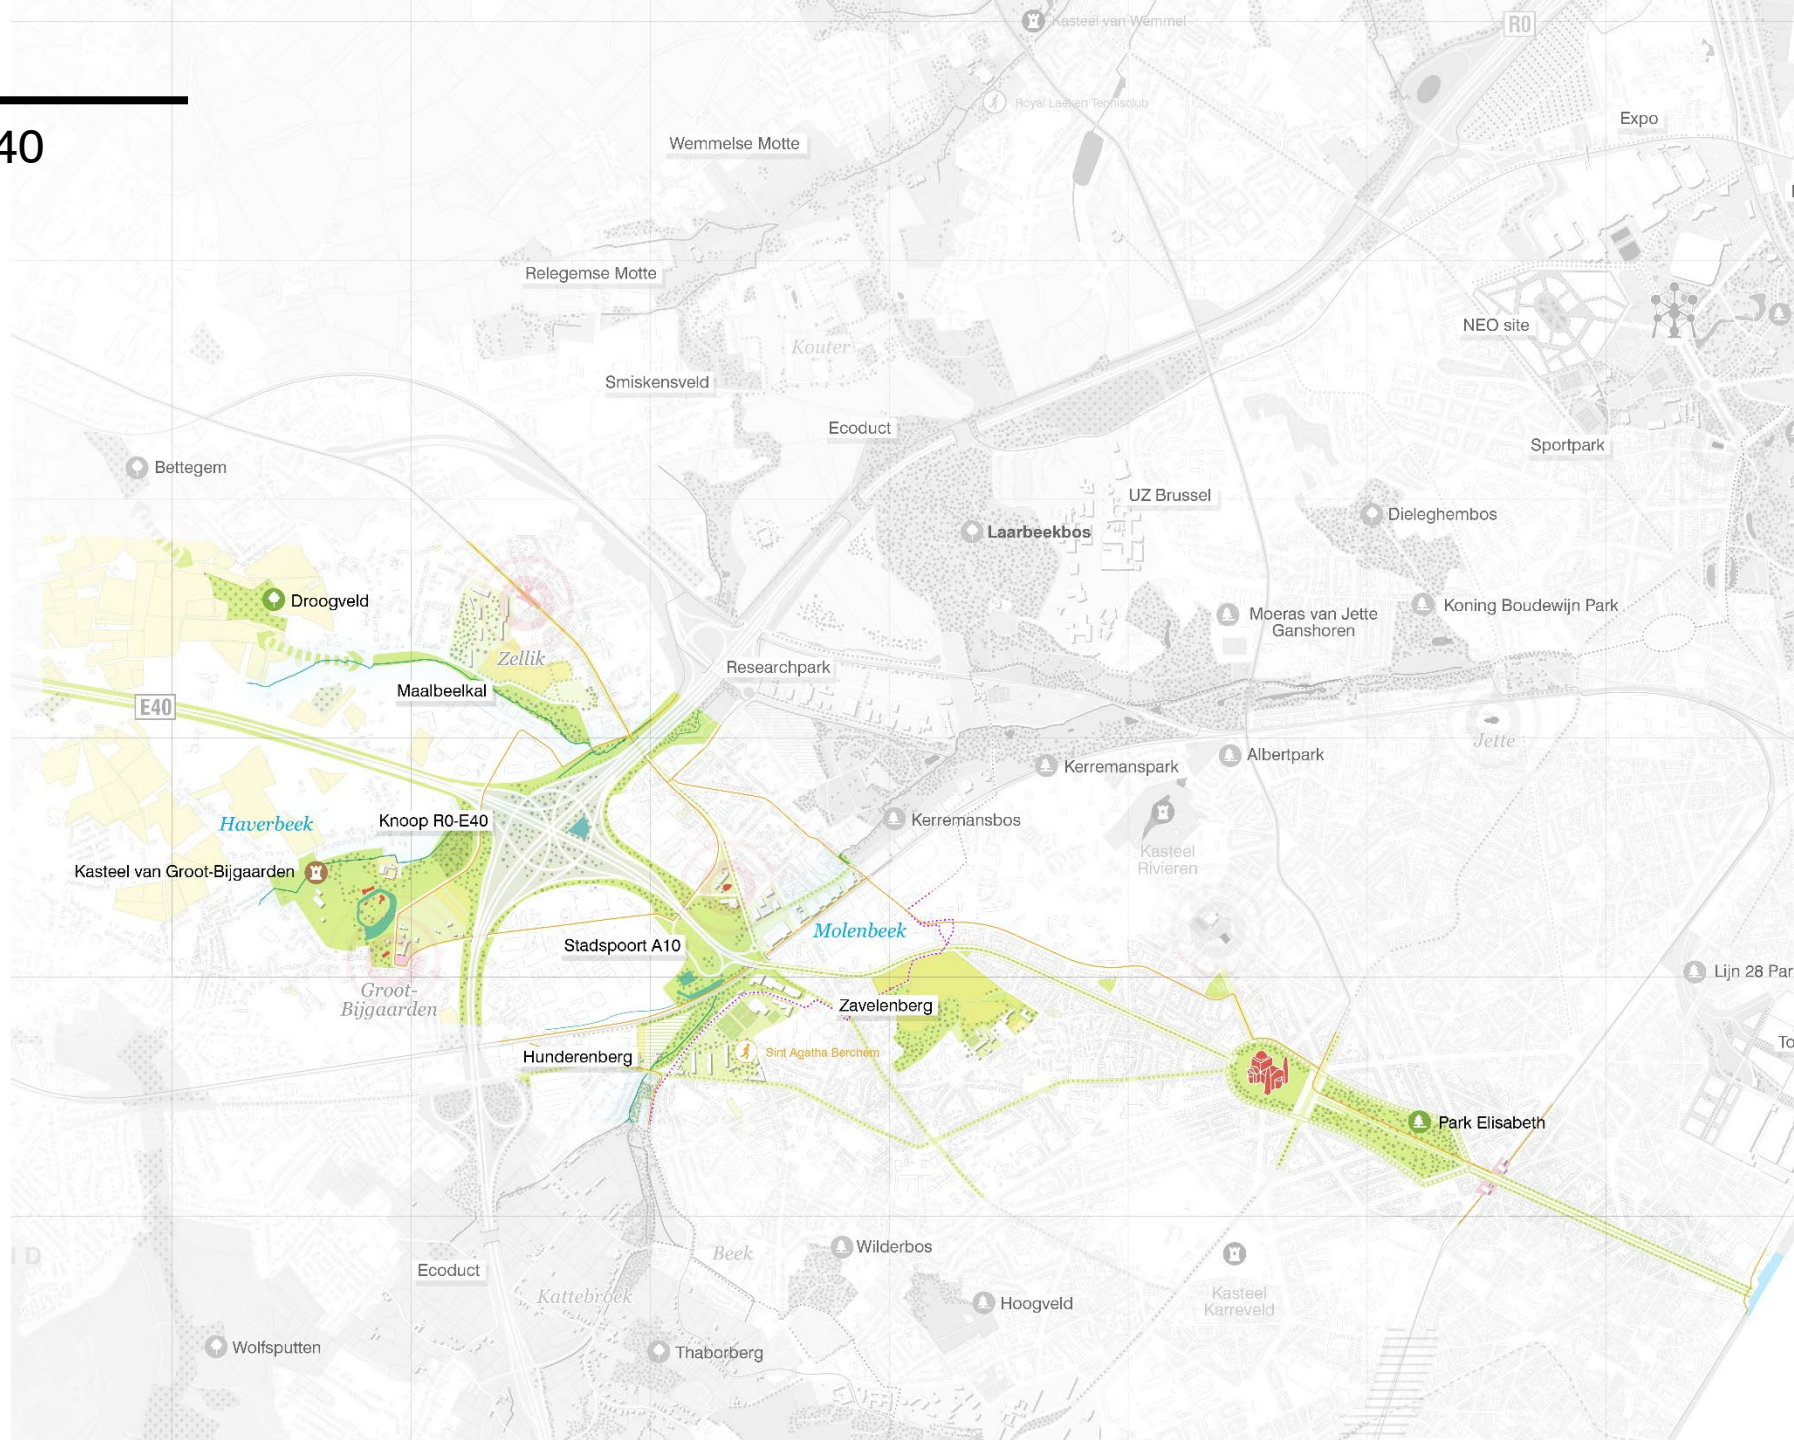 Kasteel van Wemmel
R0
Royal Laeken Tennisclub
Expo
40
Wemmelse Motte
Relegemse Motte
NEO site
Kouter
Smiskensveld
Ecoduct
Sportpark
Bettegem
UZ Brussel
Dieleghembos
Laarbeekbos
Droogveld
Koning Boudewijn Park
Moeras van Jette
Ganshoren
Zellik
Researchpark
Maalbeelkal
E40
Jette
Albertpark
Kerremanspark
Haverbeek
Knoop R0-E40
Kerremansbos
Kasteel
Rivieren
Kasteel van Groot-Bijgaarden
Molenbeek
Stadspoort A10
Lijn 28 Par
Groot-
Bijgaarden
Zavelenberg
To
Hunderenberg
Sint Agatha Berchem
Park Elisabeth
Wilderbos
Beek
N D
Ecoduct
Kattebroek
Kasteel
Karreveld
Hoogveld
Wolfsputten
Thaborberg